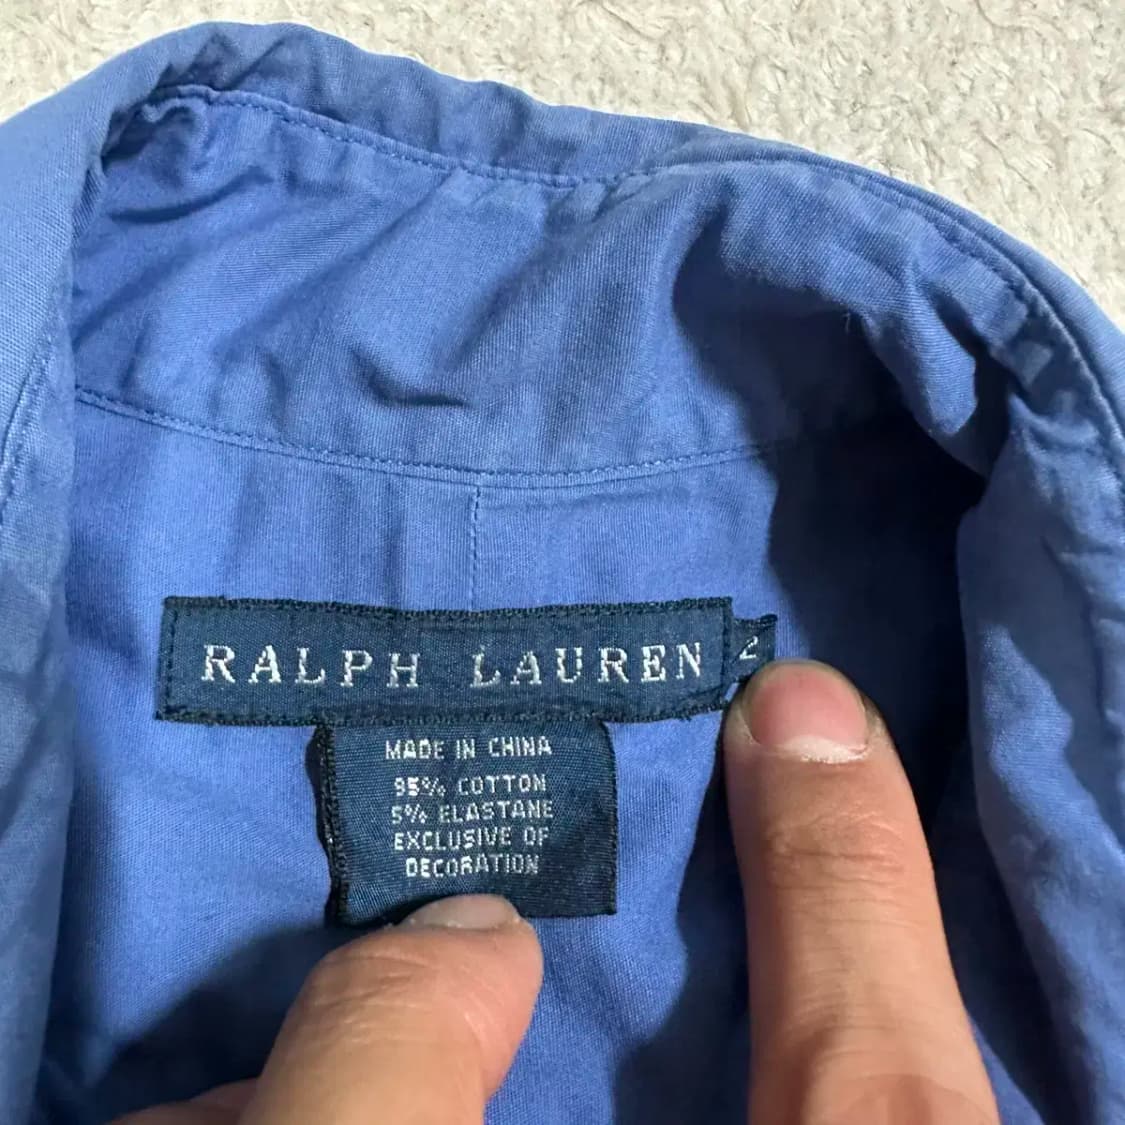 RALPH LAUREN
2
MADE IN CHINA
95% COTTON
5% ELASTANE
EXCLUSIVE OF
DECORATION